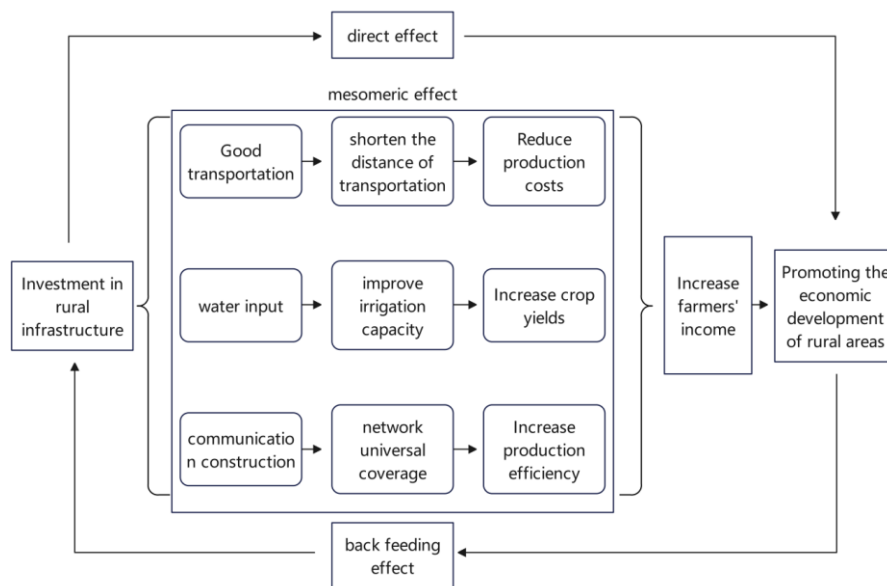 direct effect
mesomeric effect
Good
transportation
shorten the
distance of
transportation
Reduce
production
costs
Investment in
rural
infrastructure
water input
improve
irrigation
capacity
Increase crop
yields
Increase
farmers'
income
Promoting the
economic
development
of rural areas
communicatio
n construction
network
universal
coverage
Increase
production
efficiency
back feeding
effect